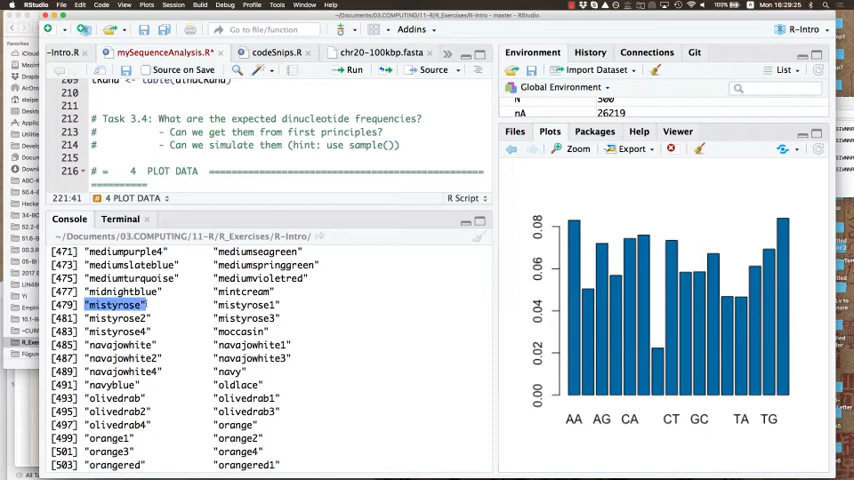 RStudio File Edit Code View Plots Session Build Debug Profile Tools Window Help
16:29:25
~/Documents/03.COMPUTING/11-R/R_Exercises/R-Intro - master - RStudio
Go to file/function
Addins
R-Intro
-Intro.R
mySequenceAnalysis.R*
codeSnips.R
chr20-100kbp.fasta
Source on Save
Run
Source
210
211
212 # Task 3.4: What are the expected dinucleotide frequencies?
213 # - Can we get them from first principles?
214 # - Can we simulate them (hint: use sample())
215
216 # = 4 PLOT DATA
221:41
4 PLOT DATA
R Script
Console Terminal
~/Documents/03.COMPUTING/11-R/R_Exercises/R-Intro/
[471] "mediumpurple4" "mediumseagreen"
[473] "mediumslateblue" "mediumspringgreen"
[475] "mediumturquoise" "mediumvioletred"
[477] "midnightblue" "mintcream"
[479] "mistyrose" "mistyrose1"
[481] "mistyrose2" "mistyrose3"
[483] "mistyrose4" "moccasin"
[485] "navajowhite" "navajowhite1"
[487] "navajowhite2" "navajowhite3"
[489] "navajowhite4" "navy"
[491] "navyblue" "oldlace"
[493] "olivedrab" "olivedrab1"
[495] "olivedrab2" "olivedrab3"
[497] "olivedrab4" "orange"
[499] "orange1" "orange2"
[501] "orange3" "orange4"
[503] "orangered" "orangered1"
Environment History Connections Git
Import Dataset
List
Global Environment
N 500
nA 26219
Files Plots Packages Help Viewer
Zoom
Export
0.08
0.06
0.04
0.02
0.00
AA AG CA CT GC TA TG